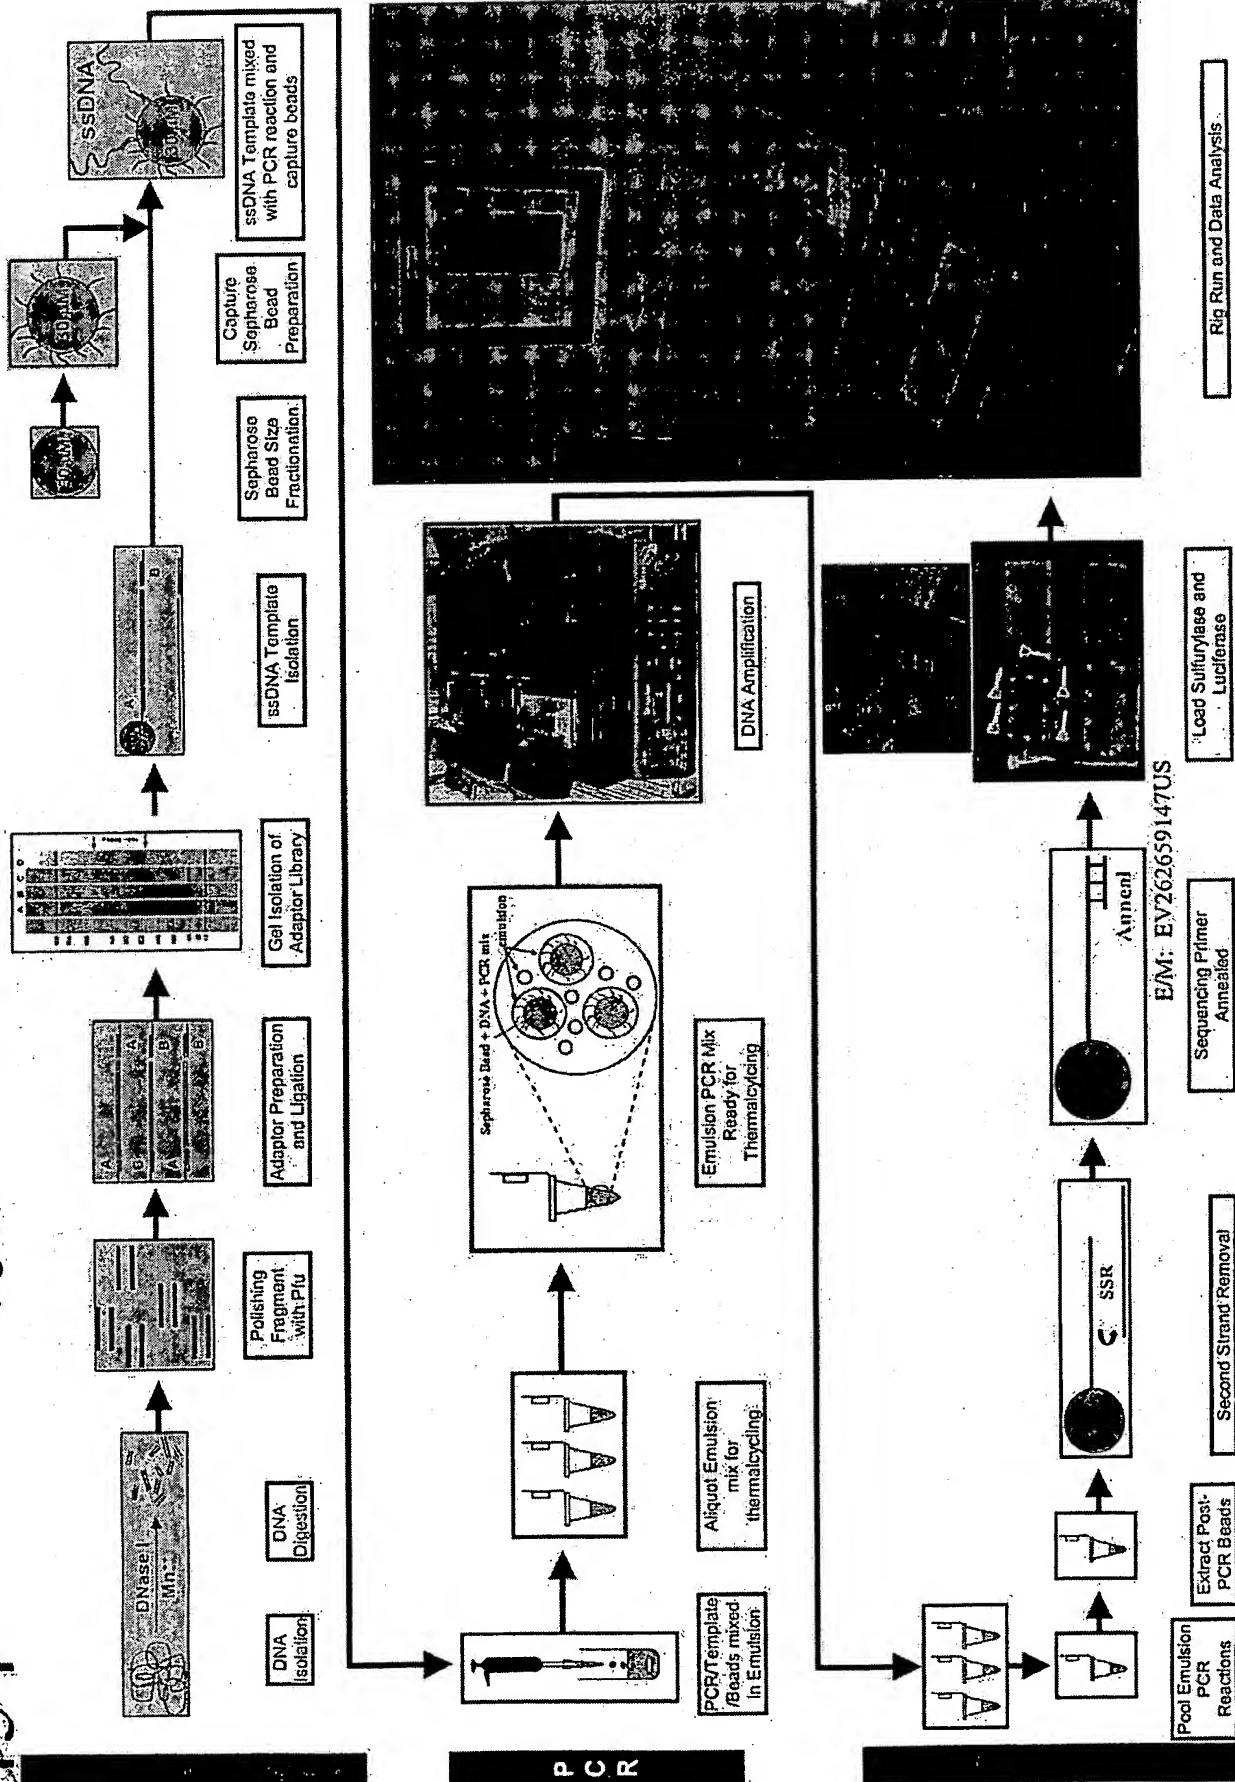 DNase I
Mn++
DNA
Isolation
DNA
Digestion
Polishing
Fragment
with Pfu
A
B
A
B
A
B
Adaptor Preparation
and Ligation
A B C D
Gel Isolation of
Adaptor Library
A
B
ssDNA Template
Isolation
Sepharose
Bead Size
Fractionation
Capture
Sepharose
Bead
Preparation
ssDNA
ssDNA Template mixed
with PCR reaction and
capture beads
PCR
PCR/Template
/Beads mixed
In Emulsion
Aliquot Emulsion
mix for
thermalcycling
Sepharose Bead + DNA + PCR mix
emulsion
Emulsion PCR Mix
Ready for
Thermalcylcing
DNA Amplification
Pool Emulsion
PCR
Reactions
Extract Post-
PCR Beads
SSR
Second Strand Removal
Anneal
E/M: EV262659147US
Sequencing Primer
Annealed
Load Sulfurylase and
Luciferase
Rig Run and Data Analysis